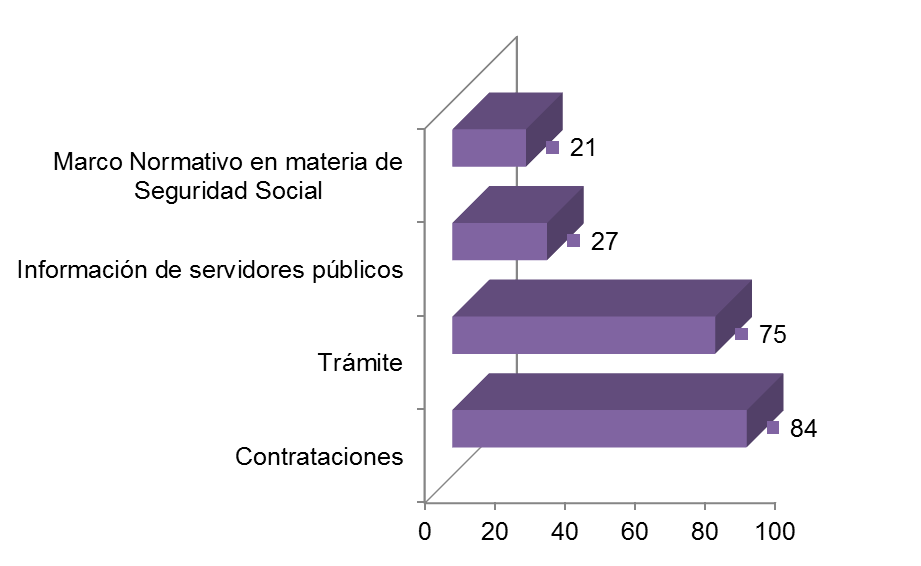 Marco Normativo en materia de
Seguridad Social
21
Información de servidores públicos
27
Trámite
75
Contrataciones
84
0 20 40 60 80 100